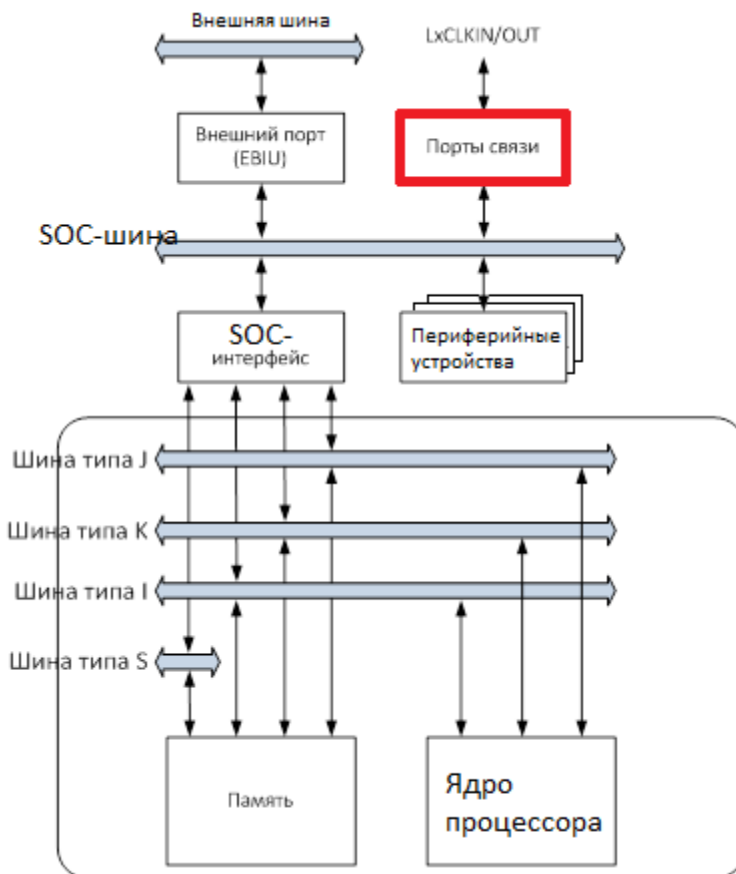 Внешняя шина
LxCLKIN/OUT
Внешний порт
(EBIU)
Порты связи
SOC-шина
SOC-
интерфейс
Периферийные
устройства
Шина типа J
Шина типа K
Шина типа I
Шина типа S
Память
Ядро
процессора